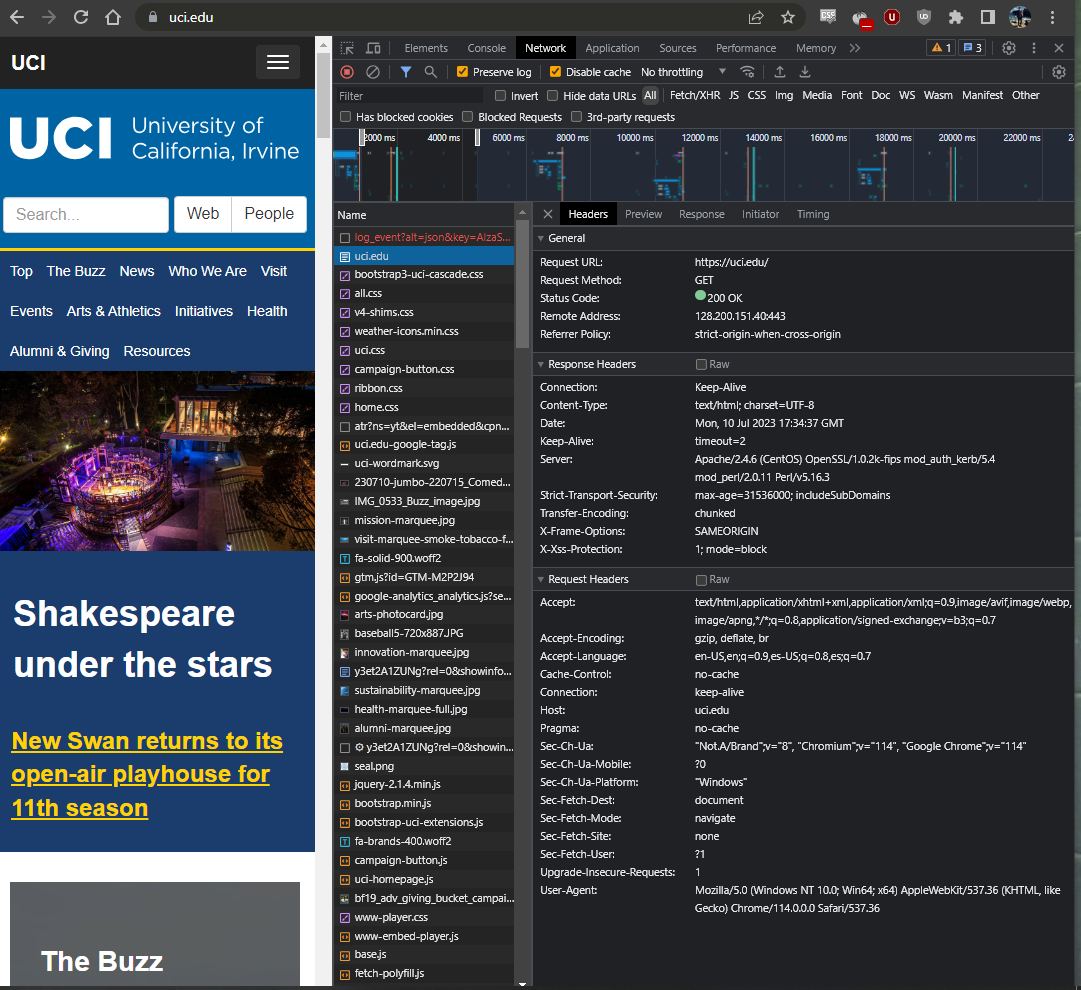 uci.edu
UCI
UCI University of
California, Irvine
Search...
Web
People
Top The Buzz News Who We Are Visit
Events Arts & Athletics Initiatives Health
Alumni & Giving Resources
Shakespeare
under the stars
New Swan returns to its
open-air playhouse for
11th season
The Buzz
Elements Console Network Application Sources Performance Memory 1 3
Preserve log Disable cache No throttling
Filter Invert Hide data URLs All Fetch/XHR JS CSS Img Media Font Doc WS Wasm Manifest Other
Has blocked cookies Blocked Requests 3rd-party requests
2000 ms 4000 ms 6000 ms 8000 ms 10000 ms 12000 ms 14000 ms 16000 ms 18000 ms 20000 ms 22000 ms
Name
log_event?alt=json&key=AIzaS...
uci.edu
bootstrap3-uci-cascade.css
all.css
v4-shims.css
weather-icons.min.css
uci.css
campaign-button.css
ribbon.css
home.css
atr?ns=yt&el=embedded&cpn...
uci.edu-google-tag.js
uci-wordmark.svg
230710-jumbo-220715_Comed...
IMG_0533_Buzz_image.jpg
mission-marquee.jpg
visit-marquee-smoke-tobacco-f...
fa-solid-900.woff2
gtm.js?id=GTM-M2P2J94
google-analytics_analytics.js?se...
arts-photocard.jpg
baseball5-720x887.JPG
innovation-marquee.jpg
y3et2A1ZUNg?rel=0&showinfo...
sustainability-marquee.jpg
health-marquee-full.jpg
alumni-marquee.jpg
y3et2A1ZUNg?rel=0&showin...
seal.png
jquery-2.1.4.min.js
bootstrap.min.js
bootstrap-uci-extensions.js
fa-brands-400.woff2
campaign-button.js
uci-homepage.js
bf19_adv_giving_bucket_campai...
www-player.css
www-embed-player.js
base.js
fetch-polyfill.js
Headers Preview Response Initiator Timing
General
Request URL: https://uci.edu/
Request Method: GET
Status Code: 200 OK
Remote Address: 128.200.151.40:443
Referrer Policy: strict-origin-when-cross-origin
Response Headers Raw
Connection: Keep-Alive
Content-Type: text/html; charset=UTF-8
Date: Mon, 10 Jul 2023 17:34:37 GMT
Keep-Alive: timeout=2
Server: Apache/2.4.6 (CentOS) OpenSSL/1.0.2k-fips mod_auth_kerb/5.4
mod_perl/2.0.11 Perl/v5.16.3
Strict-Transport-Security: max-age=31536000; includeSubDomains
Transfer-Encoding: chunked
X-Frame-Options: SAMEORIGIN
X-Xss-Protection: 1; mode=block
Request Headers Raw
Accept: text/html,application/xhtml+xml,application/xml;q=0.9,image/avif,image/webp,
image/apng,*/*;q=0.8,application/signed-exchange;v=b3;q=0.7
Accept-Encoding: gzip, deflate, br
Accept-Language: en-US,en;q=0.9,es-US;q=0.8,es;q=0.7
Cache-Control: no-cache
Connection: keep-alive
Host: uci.edu
Pragma: no-cache
Sec-Ch-Ua: "Not.A/Brand";v="8", "Chromium";v="114", "Google Chrome";v="114"
Sec-Ch-Ua-Mobile: ?0
Sec-Ch-Ua-Platform: "Windows"
Sec-Fetch-Dest: document
Sec-Fetch-Mode: navigate
Sec-Fetch-Site: none
Sec-Fetch-User: ?1
Upgrade-Insecure-Requests: 1
User-Agent: Mozilla/5.0 (Windows NT 10.0; Win64; x64) AppleWebKit/537.36 (KHTML, like
Gecko) Chrome/114.0.0.0 Safari/537.36